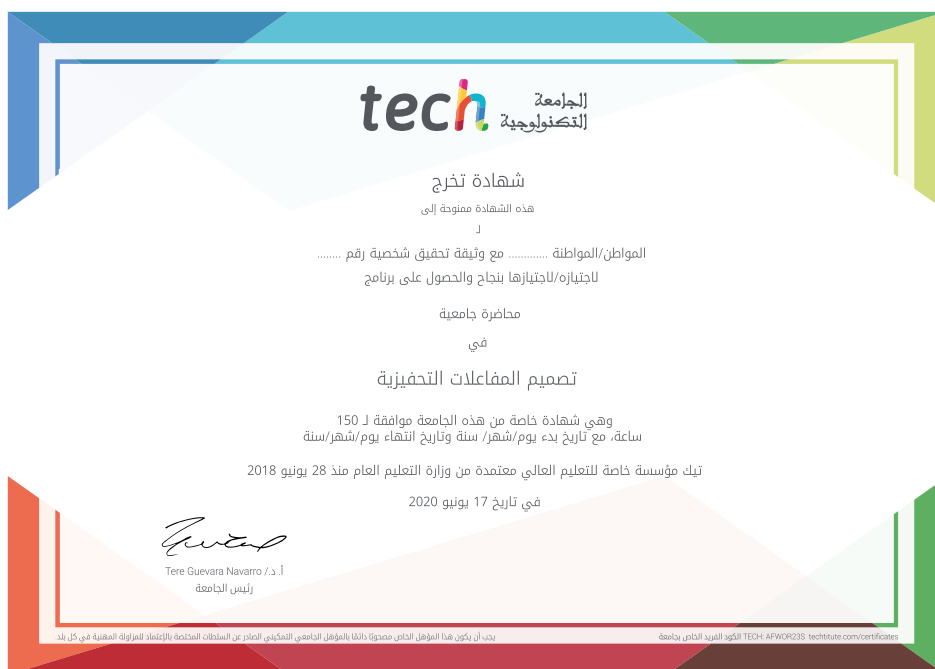 tech الجامعة
التكنولوجية
شهادة تخرج
هذه الشهادة ممنوحة إلى
لـ
المواطن/المواطنة ............ مع وثيقة تحقيق شخصية رقم ........
لاجتيازه/لاجتيازها بنجاح والحصول على برنامج
محاضرة جامعية
في
تصميم المفاعلات التحفيزية
وهي شهادة خاصة من هذه الجامعة موافقة لـ 150
ساعة، مع تاريخ بدء يوم/شهر/ سنة وتاريخ انتهاء يوم/شهر/سنة
تيك مؤسسة خاصة للتعليم العالي معتمدة من وزارة التعليم العام منذ 28 يونيو 2018
في تاريخ 17 يونيو 2020
أ.د./ Tere Guevara Navarro
رئيس الجامعة
يجب أن يكون هذا المؤهل الخاص مصحوبًا دائمًا بالمؤهل الجامعي التمكيني الصادر عن السلطات المختصة بالإعتماد للمزاولة المهنية في كل بلد.
الكود الفريد الخاص بجامعة TECH: AFWOR23S techtitute.com/certificates